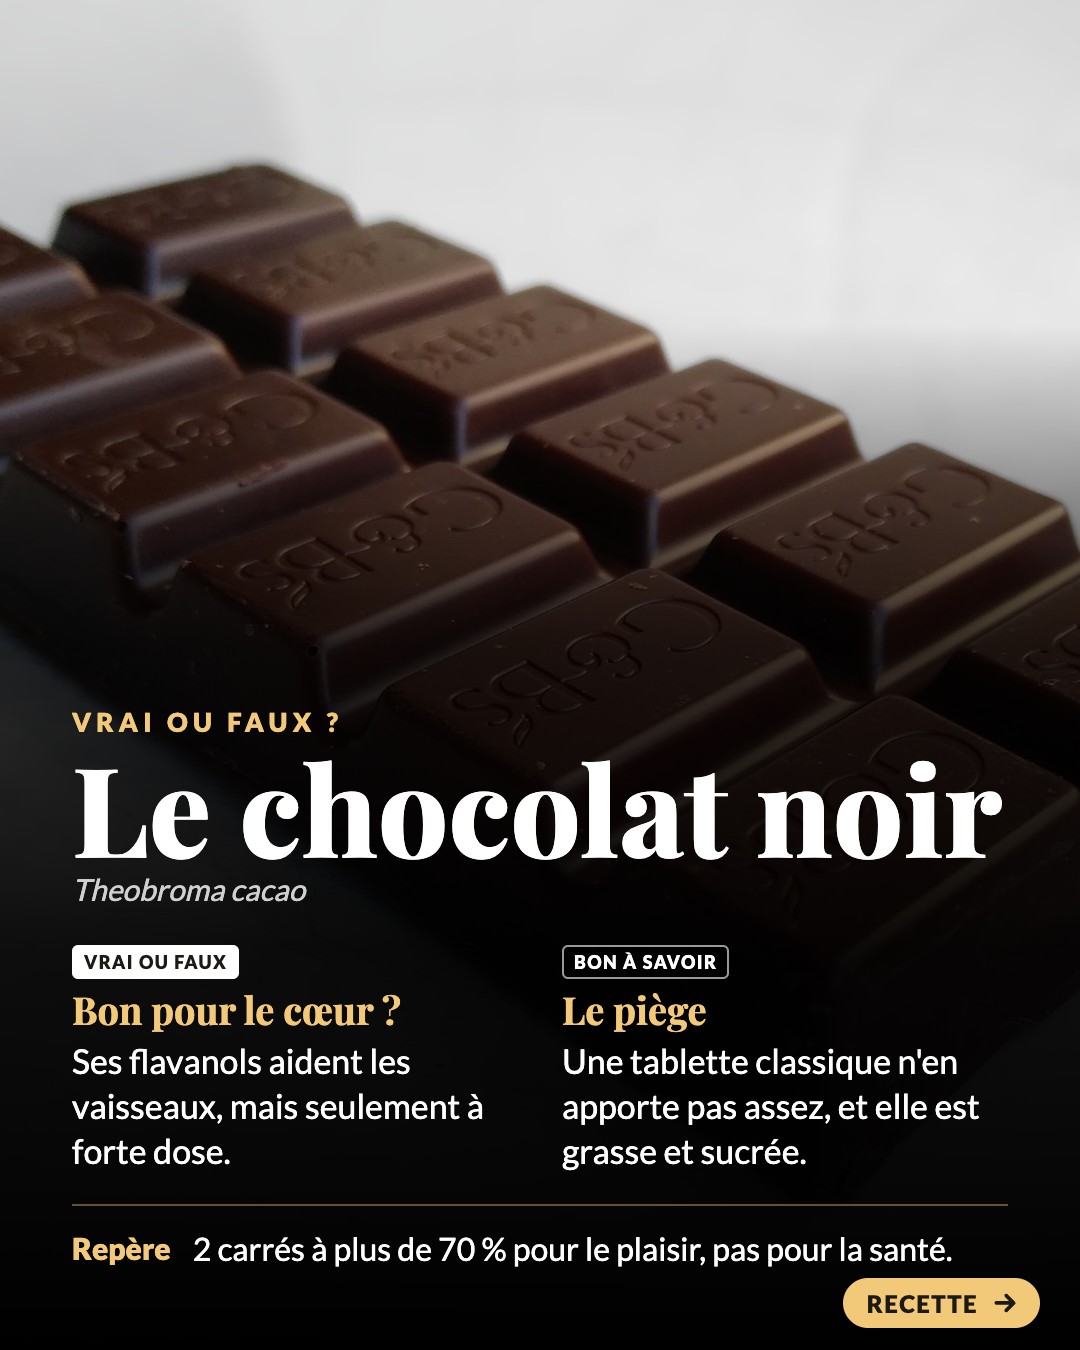 G&B's
G&B's
G&B's
G&B's
G&B's
G&B's
G&B's
VRAI OU FAUX ?
Le chocolat noir
Theobroma cacao
VRAI OU FAUX
Bon pour le cœur ?
Ses flavanols aident les
vaisseaux, mais seulement à
forte dose.
BON À SAVOIR
Le piège
Une tablette classique n'en
apporte pas assez, et elle est
grasse et sucrée.
Repère 2 carrés à plus de 70 % pour le plaisir, pas pour la santé.
RECETTE →